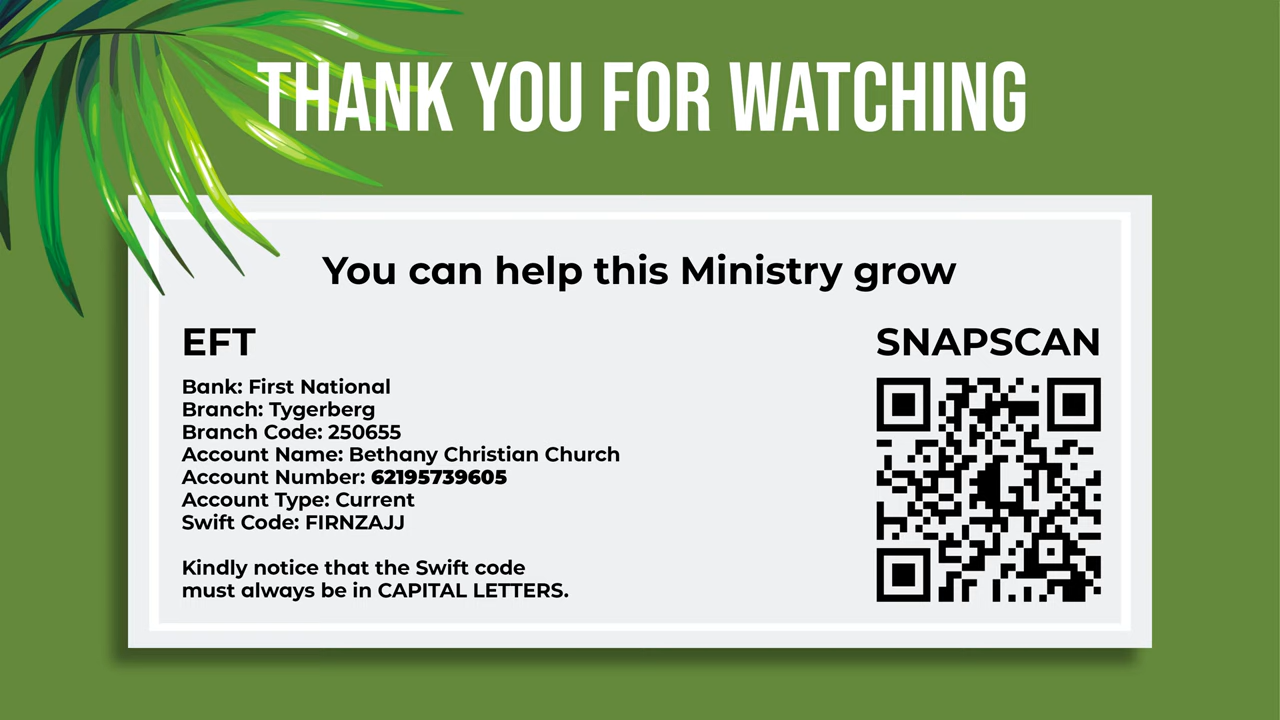 THANK YOU FOR WATCHING
You can help this Ministry grow
EFT
Bank: First National
Branch: Tygerberg
Branch Code: 250655
Account Name: Bethany Christian Church
Account Number: 62195739605
Account Type: Current
Swift Code: FIRNZAJJ
Kindly notice that the Swift code
must always be in CAPITAL LETTERS.
SNAPSCAN